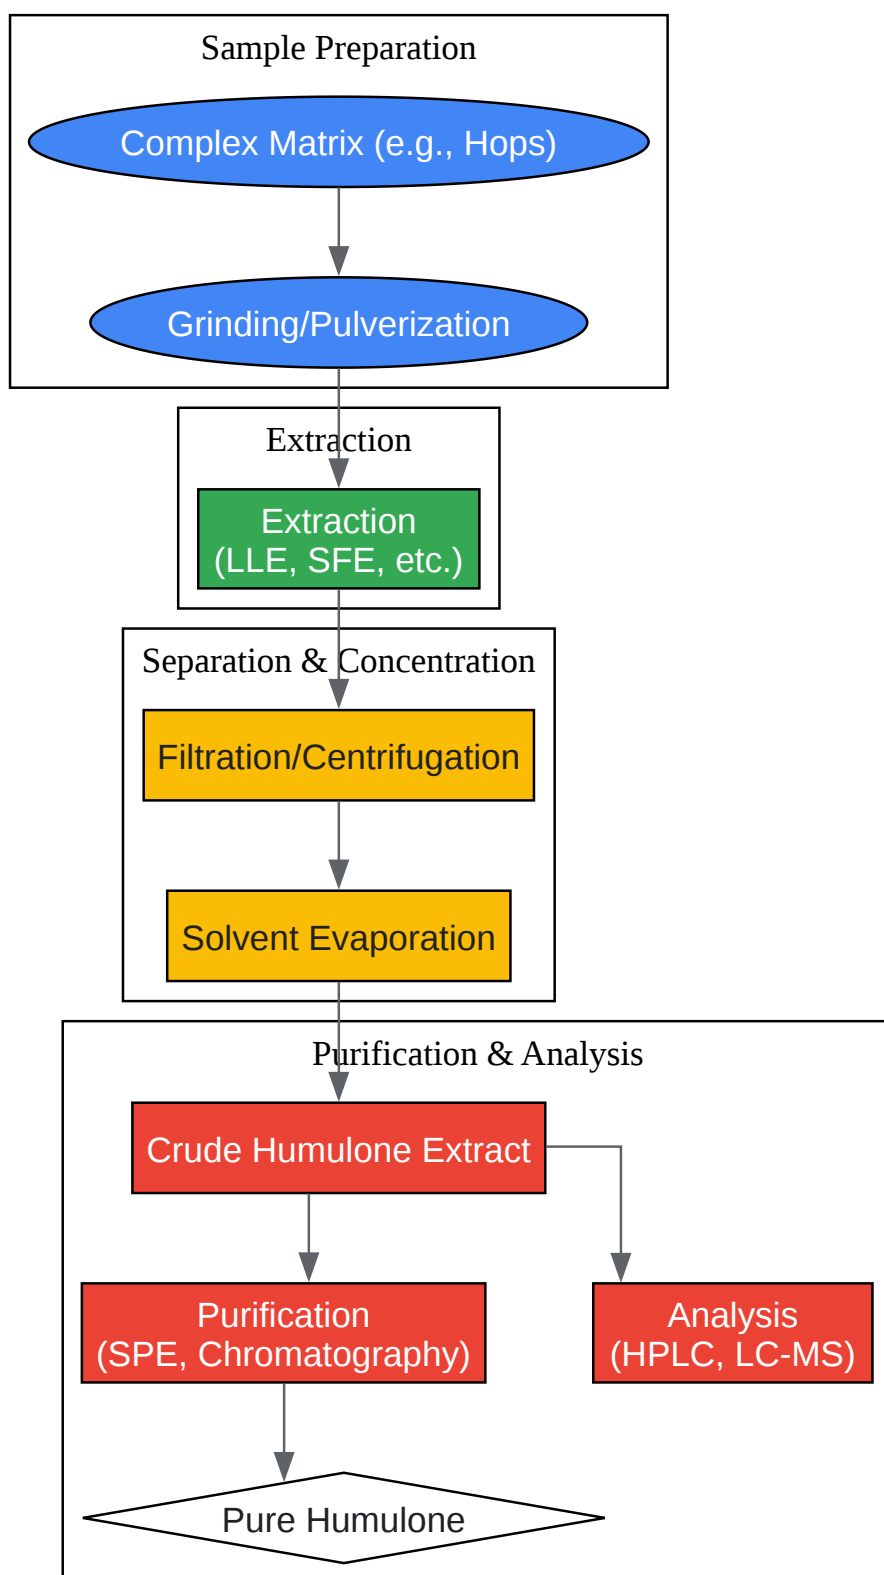 Sample Preparation
Complex Matrix (e.g., Hops)
Grinding/Pulverization
Extraction
Extraction
(LLE, SFE, etc.)
Separation & Concentration
Filtration/Centrifugation
Solvent Evaporation
Purification & Analysis
Crude Humulone Extract
Purification
(SPE, Chromatography)
Analysis
(HPLC, LC-MS)
Pure Humulone